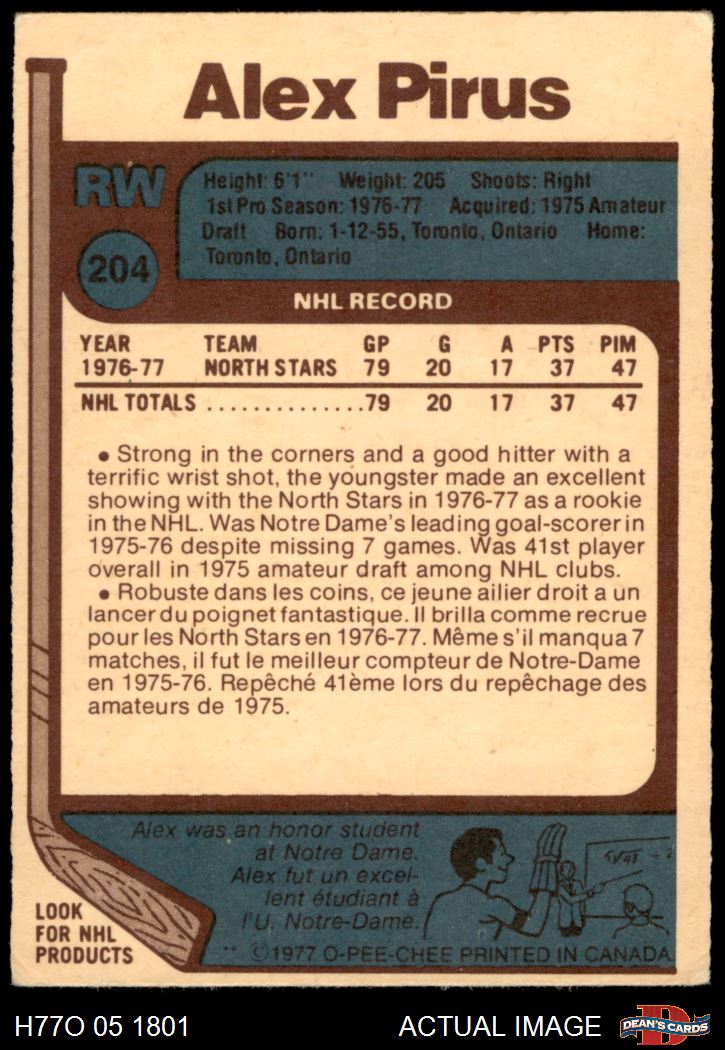 Alex Pirus
RW
Height: 6'1" Weight: 205 Shoots: Right
1st Pro Season: 1976-77 Acquired: 1975 Amateur
Draft Born: 1-12-55, Toronto, Ontario Home:
Toronto, Ontario
204
NHL RECORD
YEAR TEAM GP G A PTS PIM
1976-77 NORTH STARS 79 20 17 37 47
NHL TOTALS ..............79 20 17 37 47
• Strong in the corners and a good hitter with a
terrific wrist shot, the youngster made an excellent
showing with the North Stars in 1976-77 as a rookie
in the NHL. Was Notre Dame's leading goal-scorer in
1975-76 despite missing 7 games. Was 41st player
overall in 1975 amateur draft among NHL clubs.
• Robuste dans les coins, ce jeune ailier droit a un
lancer du poignet fantastique. Il brilla comme recrue
pour les North Stars en 1976-77. Même s'il manqua 7
matches, il fut le meilleur compteur de Notre-Dame
en 1975-76. Repêché 41ème lors du repêchage des
amateurs de 1975.
Alex was an honor student
at Notre Dame.
Alex fut un excel-
lent étudiant à
l'U. Notre-Dame.
LOOK
FOR NHL
PRODUCTS
** ©1977 O-PEE-CHEE PRINTED IN CANADA
H77O 05 1801 ACTUAL IMAGE
D
DEAN'S CARDS